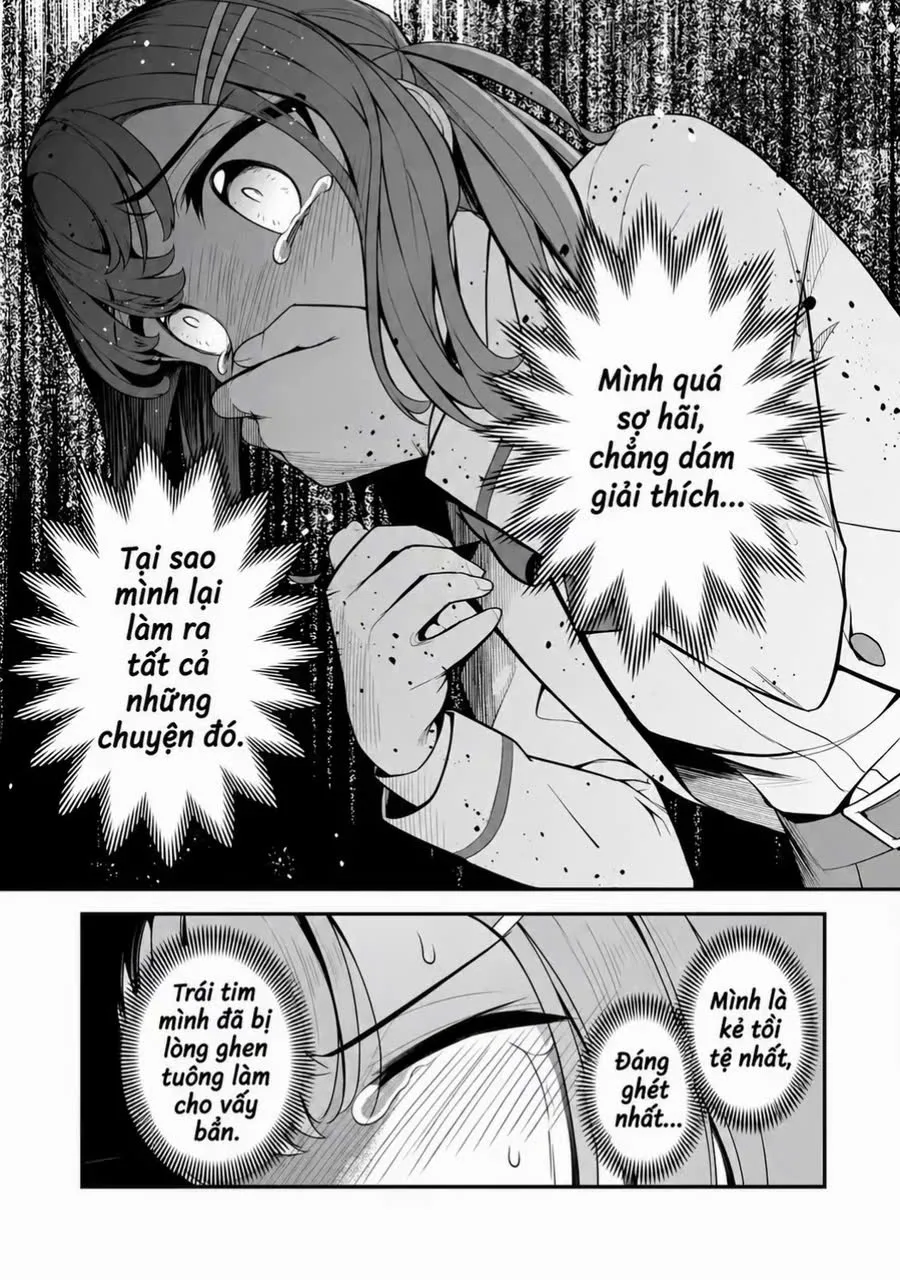 Mình quá
sợ hãi,
chẳng dám
giải thích...
Tại sao
mình lại
làm ra
tất cả
những
chuyện đó.
Mình là
kẻ tồi
tệ nhất,
Đáng
ghét
nhất...
Trái tim
mình đã bị
lòng ghen
tuông làm
cho vấy
bẩn.